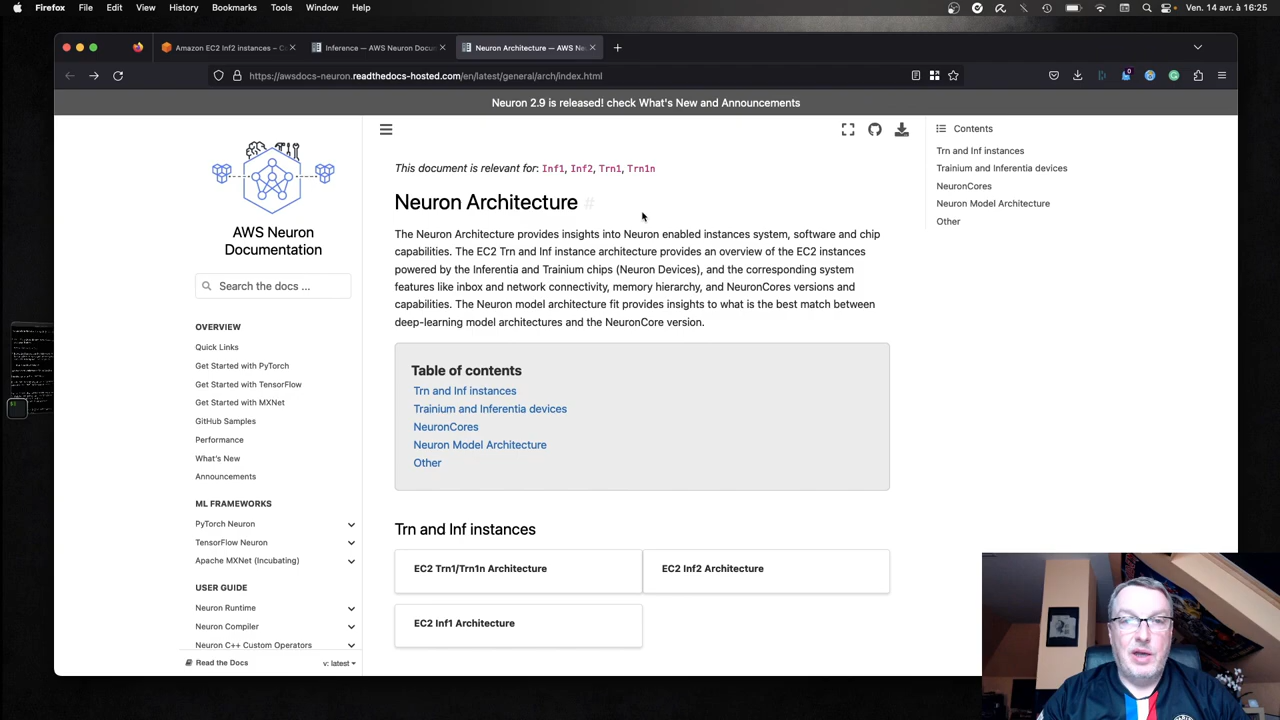 Firefox File Edit View History Bookmarks Tools Window Help
Ven. 14 avr. à 16:25
Amazon EC2 Inf2 instances – C
Inference — AWS Neuron Docu
Neuron Architecture — AWS Ne
https://awsdocs-neuron.readthedocs-hosted.com/en/latest/general/arch/index.html
Neuron 2.9 is released! check What's New and Announcements
AWS Neuron
Documentation
Search the docs ...
OVERVIEW
Quick Links
Get Started with PyTorch
Get Started with TensorFlow
Get Started with MXNet
GitHub Samples
Performance
What's New
Announcements
ML FRAMEWORKS
PyTorch Neuron
TensorFlow Neuron
Apache MXNet (Incubating)
USER GUIDE
Neuron Runtime
Neuron Compiler
Neuron C++ Custom Operators
Read the Docs
v: latest
This document is relevant for: Inf1, Inf2, Trn1, Trn1n
Neuron Architecture #
The Neuron Architecture provides insights into Neuron enabled instances system, software and chip
capabilities. The EC2 Trn and Inf instance architecture provides an overview of the EC2 instances
powered by the Inferentia and Trainium chips (Neuron Devices), and the corresponding system
features like inbox and network connectivity, memory hierarchy, and NeuronCores versions and
capabilities. The Neuron model architecture fit provides insights to what is the best match between
deep-learning model architectures and the NeuronCore version.
Table of contents
Trn and Inf instances
Trainium and Inferentia devices
NeuronCores
Neuron Model Architecture
Other
Trn and Inf instances
EC2 Trn1/Trn1n Architecture
EC2 Inf2 Architecture
EC2 Inf1 Architecture
Contents
Trn and Inf instances
Trainium and Inferentia devices
NeuronCores
Neuron Model Architecture
Other